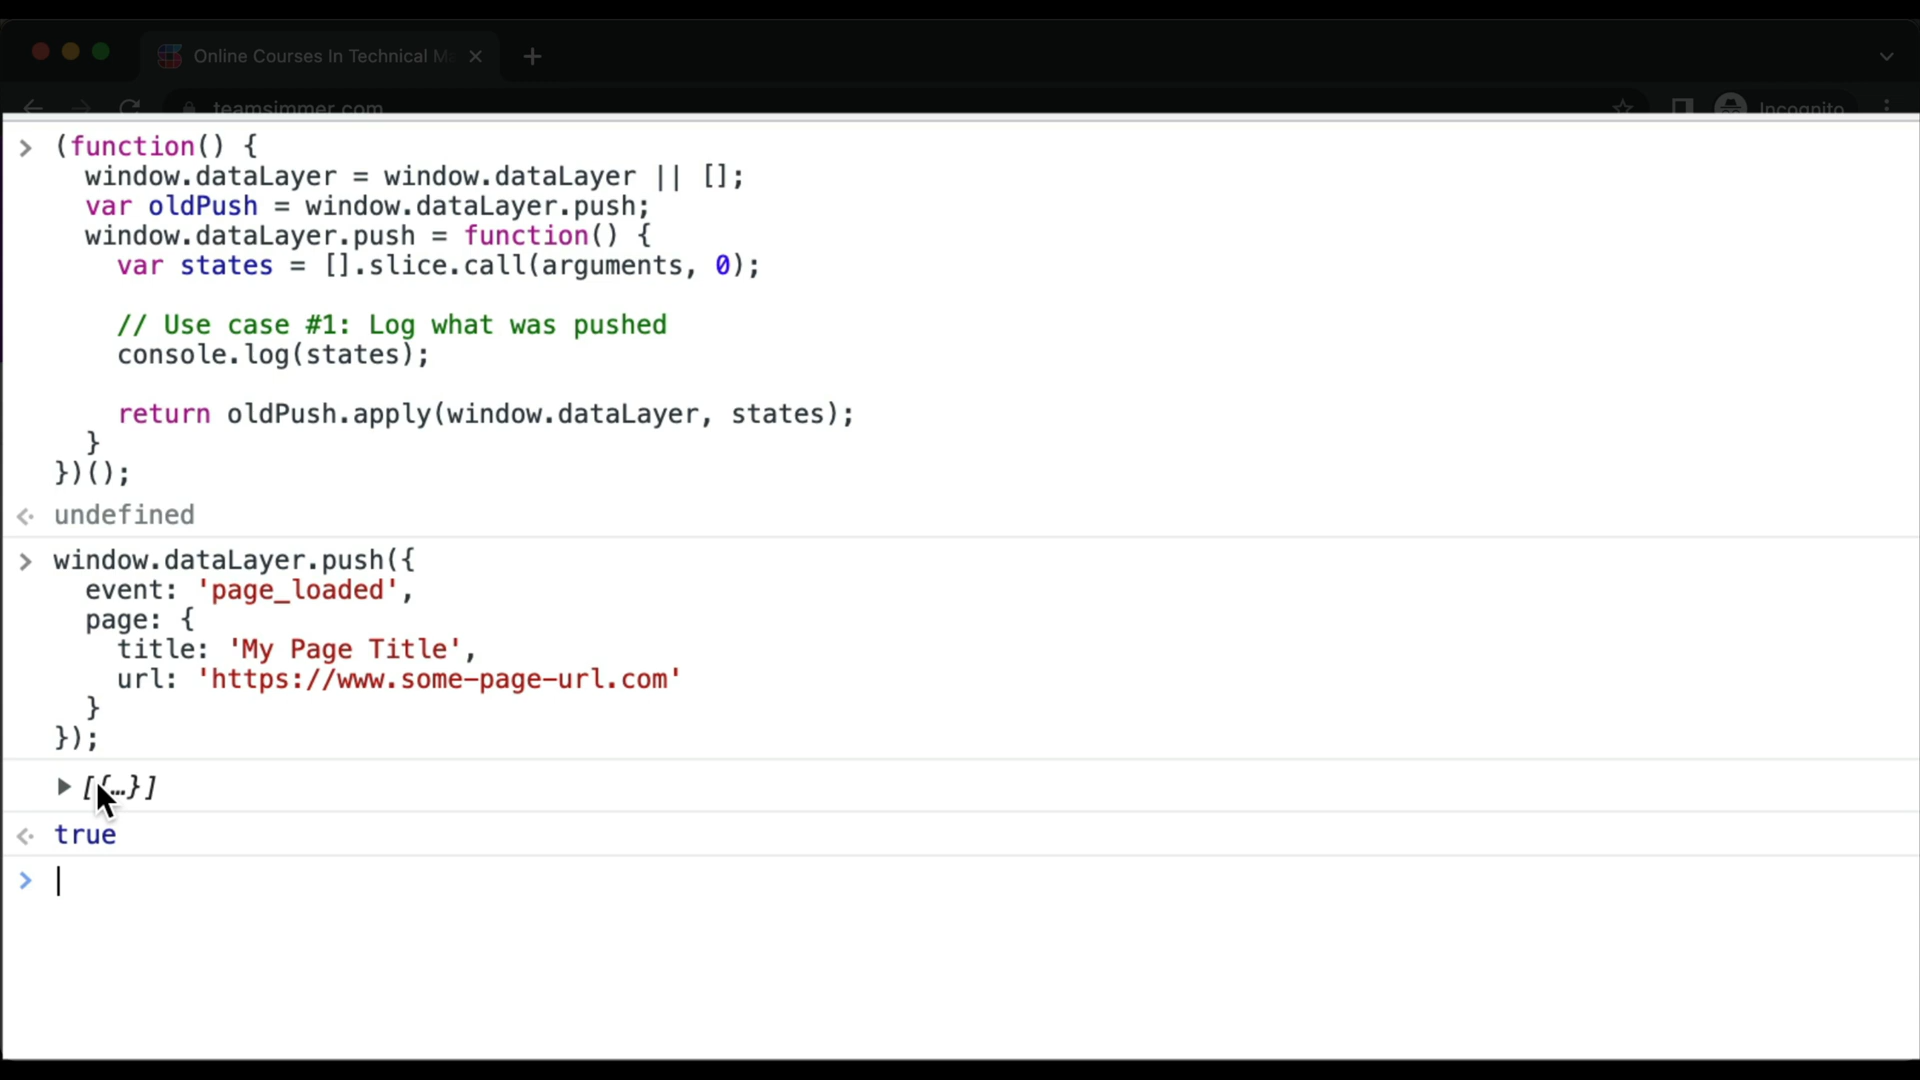 Online Courses In Technical Ma
teamsimmer.com
Incognito
(function() {
window.dataLayer = window.dataLayer || [];
var oldPush = window.dataLayer.push;
window.dataLayer.push = function() {
var states = [].slice.call(arguments, 0);
// Use case #1: Log what was pushed
console.log(states);
return oldPush.apply(window.dataLayer, states);
}
})();
undefined
window.dataLayer.push({
event: 'page_loaded',
page: {
title: 'My Page Title',
url: 'https://www.some-page-url.com'
}
});
[{…}]
true